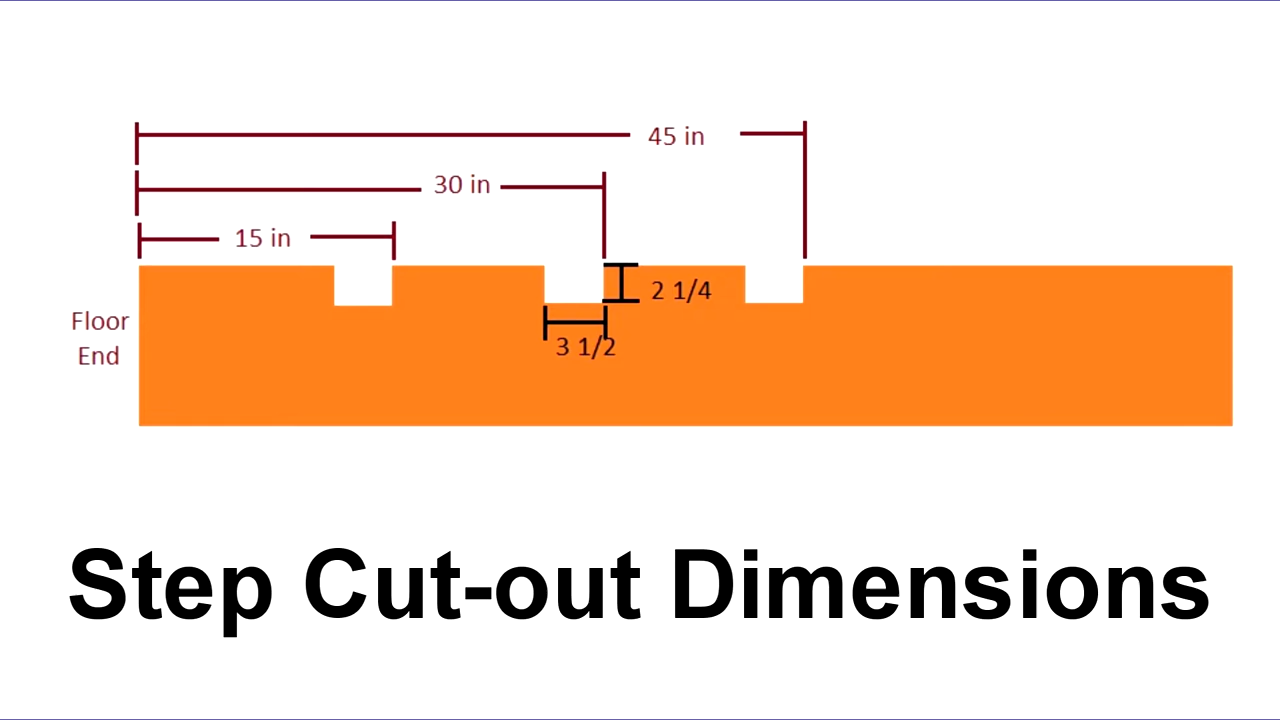 45 in
30 in
15 in
2 1/4
3 1/2
Floor
End
Step Cut-out Dimensions